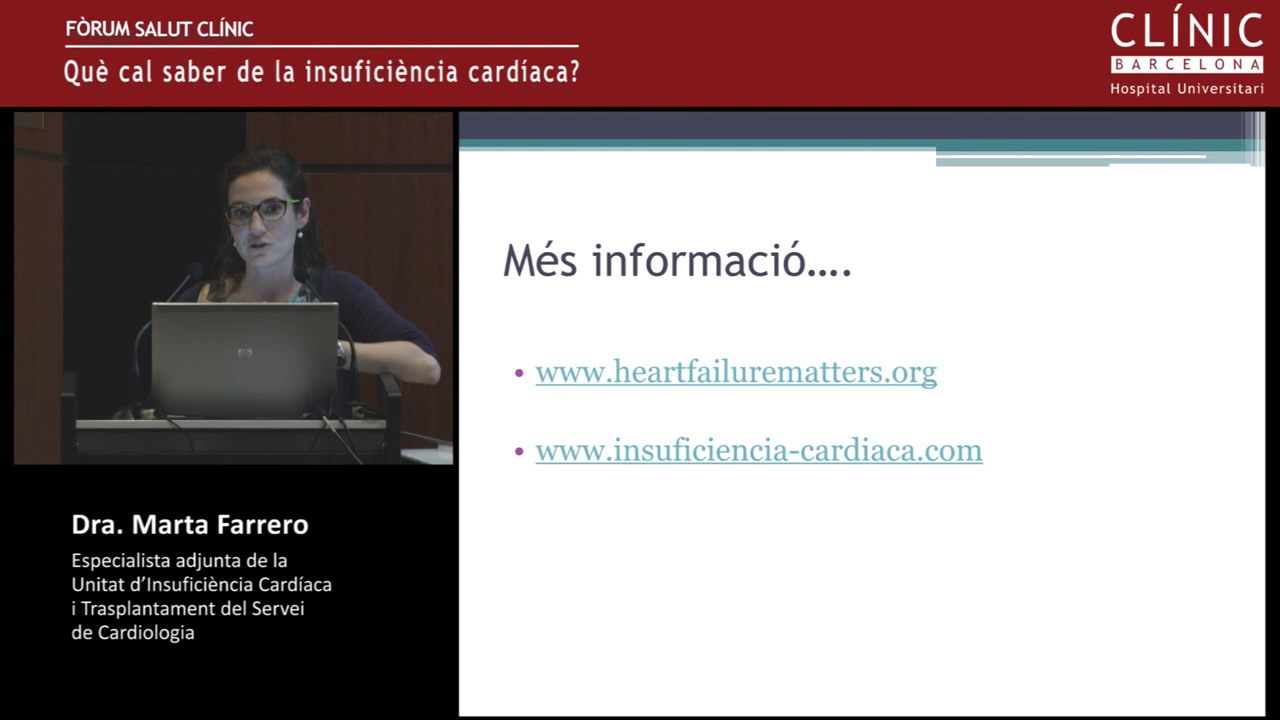 FÒRUM SALUT CLÍNIC
Què cal saber de la insuficiència cardíaca?
CLÍNIC
BARCELONA
Hospital Universitari
Més informació....
• www.heartfailurematters.org
• www.insuficiencia-cardiaca.com
Dra. Marta Farrero
Especialista adjunta de la
Unitat d’Insuficiència Cardíaca
i Trasplantament del Servei
de Cardiologia
hp